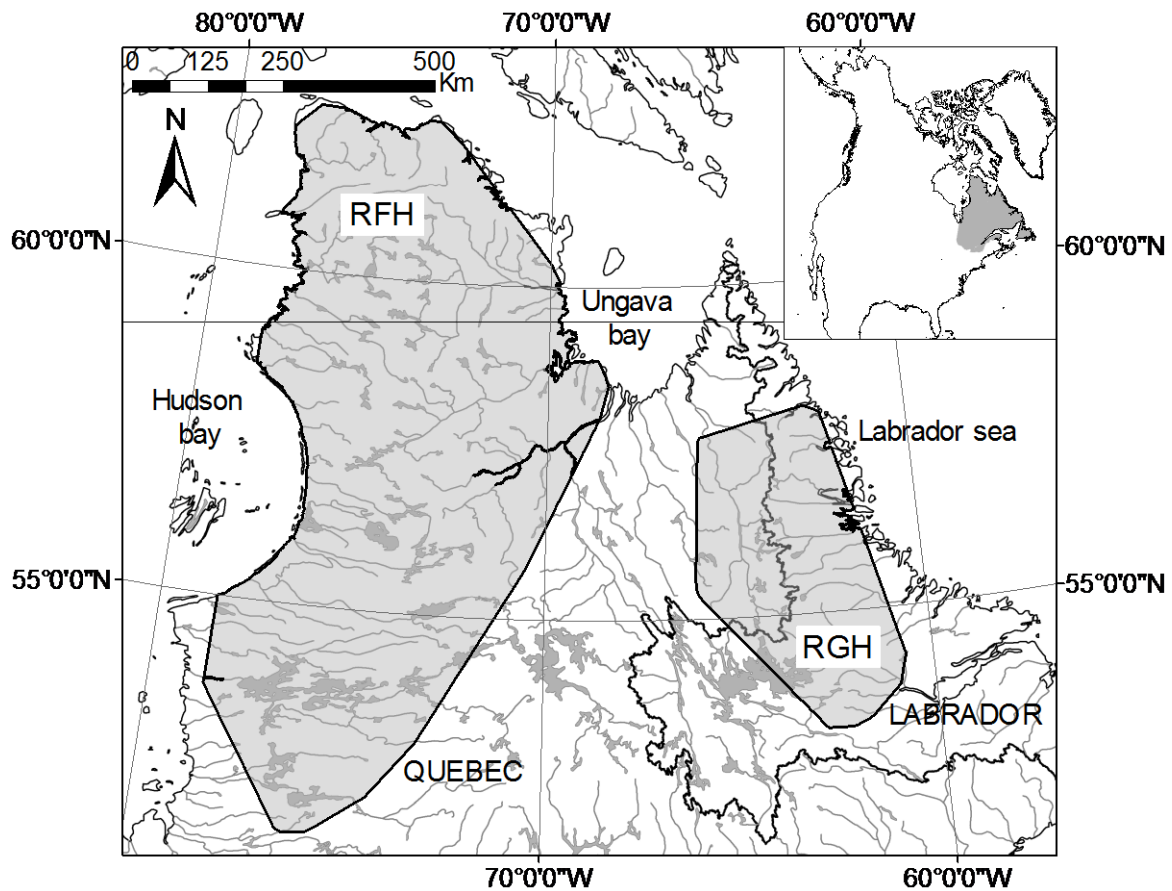 80°0'0"W 70°0'0"W 60°0'0"W
0 125 250 500
Km
N
RFH
60°0'0"N 60°0'0"N
Ungava
bay
Hudson
bay
Labrador sea
55°0'0"N 55°0'0"N
RGH
LABRADOR
QUEBEC
70°0'0"W 60°0'0"W